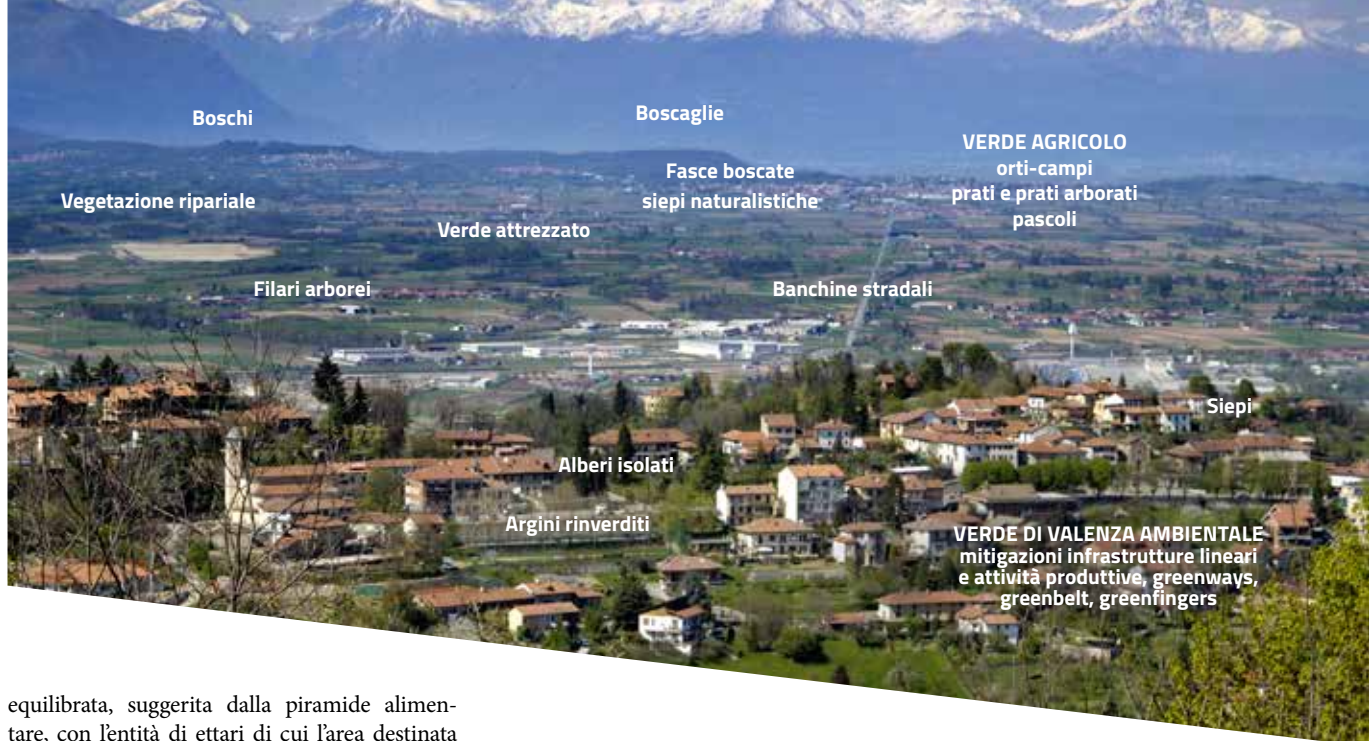 Boschi
Boscaglie
VERDE AGRICOLO
orti-campi
prati e prati arborati
pascoli
Fasce boscate
siepi naturalistiche
Vegetazione ripariale
Verde attrezzato
Filari arborei
Banchine stradali
Siepi
Alberi isolati
Argini rinverditi
VERDE DI VALENZA AMBIENTALE
mitigazioni infrastrutture lineari
e attività produttive, greenways,
greenbelt, greenfingers
equilibrata, suggerita dalla piramide alimen-
tare, con l'entità di ettari di cui l'area destinata